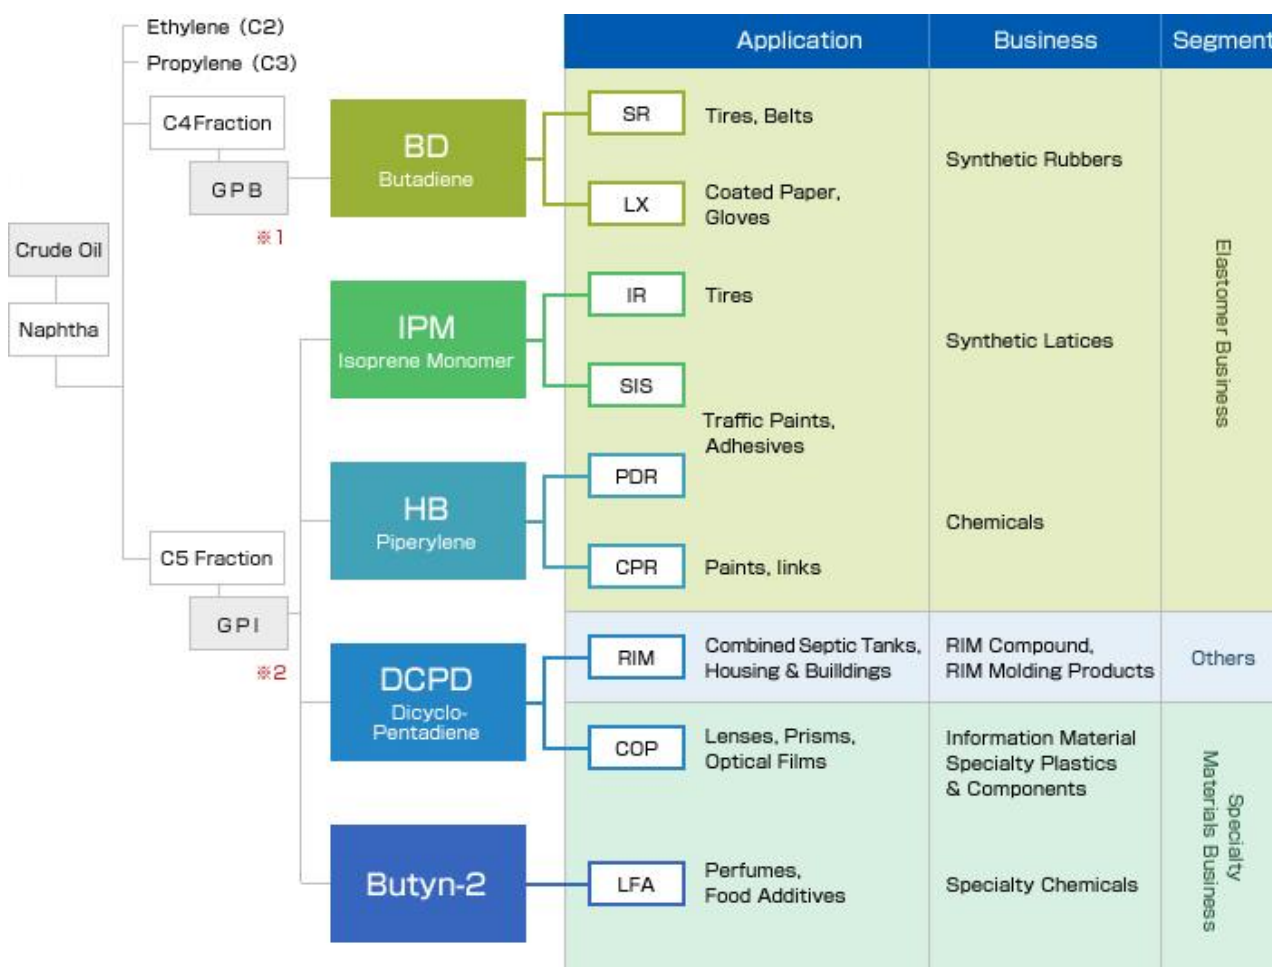 Ethylene (C2)
Propylene (C3)
C4Fraction
GPB
※1
Crude Oil
Naphtha
C5 Fraction
GPI
※2
BD
Butadiene
IPM
Isoprene Monomer
HB
Piperylene
DCPD
Dicyclo-
Pentadiene
Butyn-2
Application
Business
Segment
SR
Tires, Belts
LX
Coated Paper,
Gloves
Synthetic Rubbers
IR
Tires
SIS
Synthetic Latices
Traffic Paints,
Adhesives
PDR
CPR
Paints, links
Chemicals
Elastomer Business
RIM
Combined Septic Tanks,
Housing & Builldings
RIM Compound,
RIM Molding Products
Others
COP
Lenses, Prisms,
Optical Films
Information Material
Specialty Plastics
& Components
LFA
Perfumes,
Food Additives
Specialty Chemicals
Specialty
Materials Business